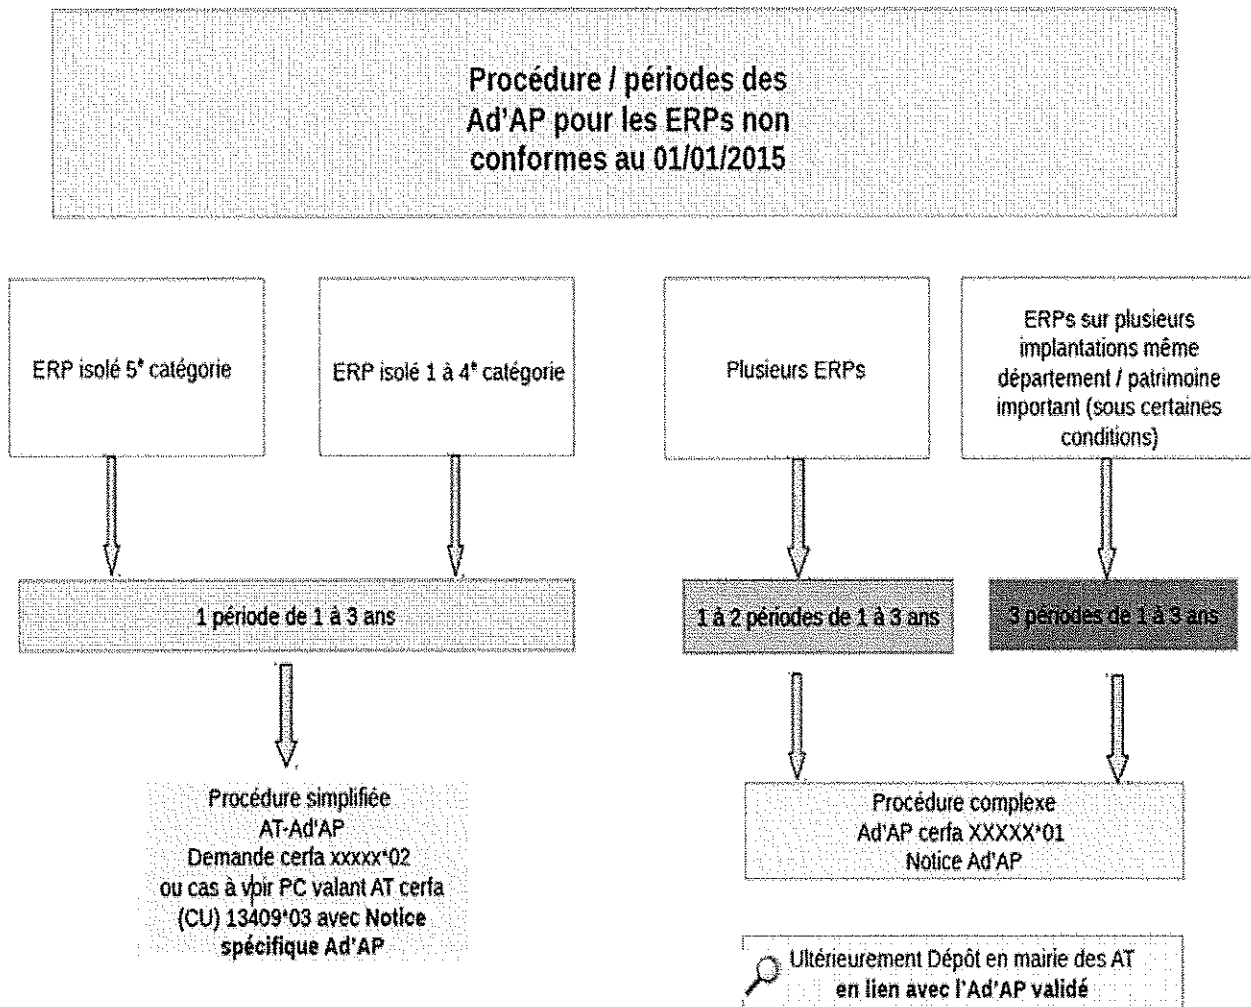 Procédure / périodes des
Ad'AP pour les ERPs non
conformes au 01/01/2015
ERP isolé 5ᵉ catégorie
ERP isolé 1 à 4ᵉ catégorie
Plusieurs ERPs
ERPs sur plusieurs
implantations même
département / patrimoine
important (sous certaines
conditions)
1 période de 1 à 3 ans
1 à 2 périodes de 1 à 3 ans
3 périodes de 1 à 3 ans
Procédure simplifiée
AT-Ad'AP
Demande cerfa xxxxx*02
ou cas à voir PC valant AT cerfa
(CU) 13409*03 avec Notice
spécifique Ad'AP
Procédure complexe
Ad'AP cerfa XXXXX*01
Notice Ad'AP
Ultérieurement Dépôt en mairie des AT
en lien avec l'Ad'AP validé